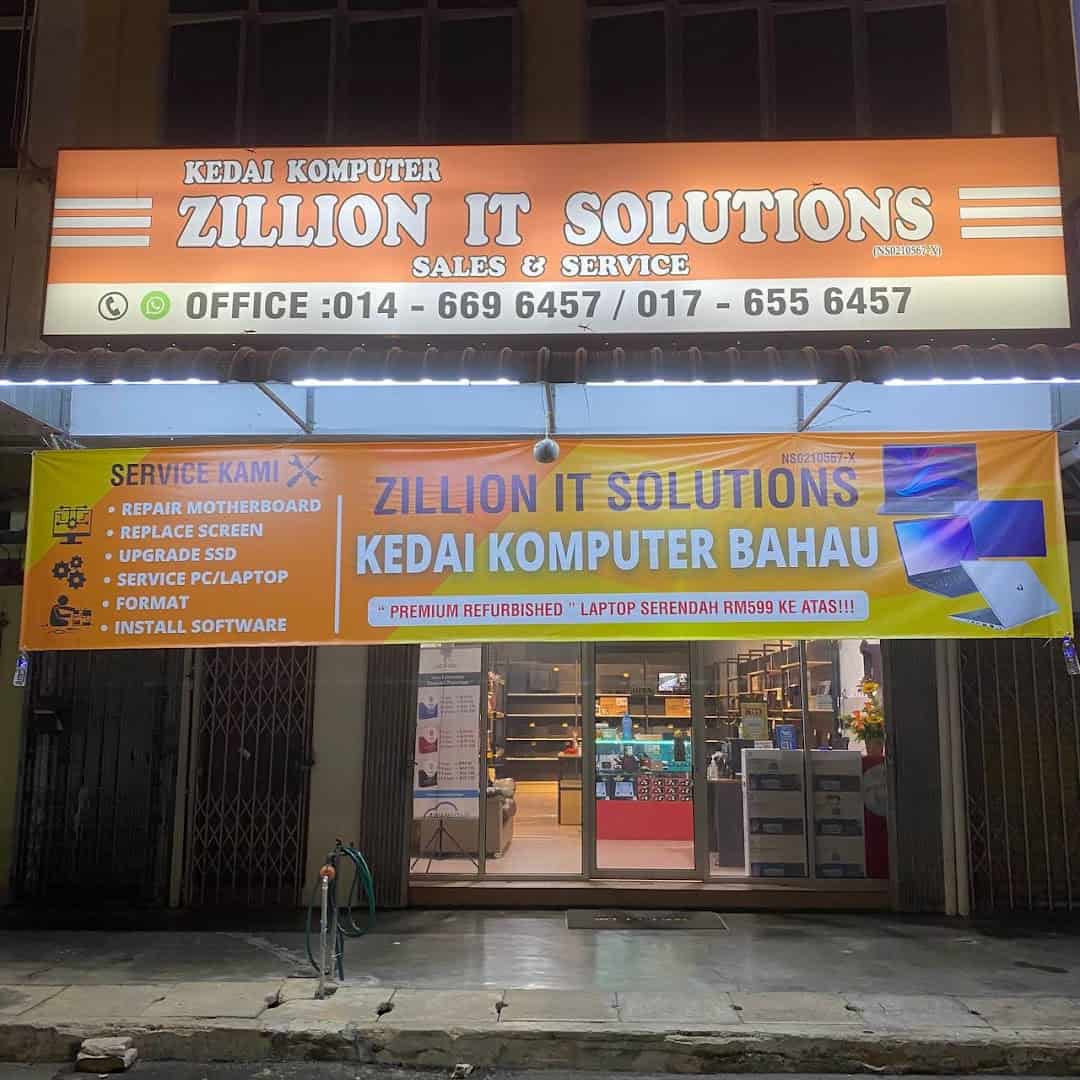 KEDAI KOMPUTER
ZILLION IT SOLUTIONS
(NS0210567-X)
SALES & SERVICE
OFFICE :014 - 669 6457 / 017 - 655 6457
SERVICE KAMI
• REPAIR MOTHERBOARD
• REPLACE SCREEN
• UPGRADE SSD
• SERVICE PC/LAPTOP
• FORMAT
• INSTALL SOFTWARE
NS0210567-X
ZILLION IT SOLUTIONS
KEDAI KOMPUTER BAHAU
" PREMIUM REFURBISHED " LAPTOP SERENDAH RM599 KE ATAS!!!